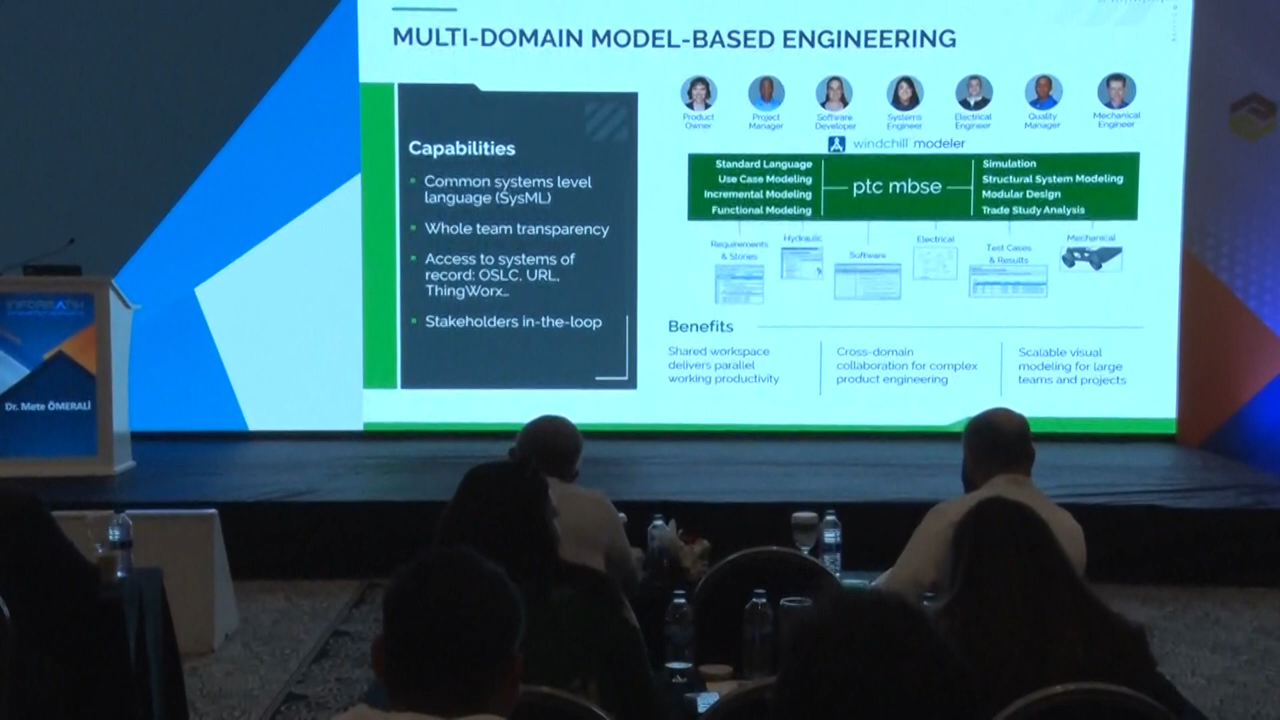 MULTI-DOMAIN MODEL-BASED ENGINEERING
Capabilities
Common systems level
language (SysML)
Whole team transparency
Access to systems of
record: OSLC, URL,
ThingWorx...
Stakeholders in-the-loop
Product
Owner
Project
Manager
Software
Developer
Systems
Engineer
Electrical
Engineer
Quality
Manager
Mechanical
Engineer
windchill modeler
Standard Language
Use Case Modeling
Incremental Modeling
Functional Modeling
ptc mbse
Simulation
Structural System Modeling
Modular Design
Trade Study Analysis
Requirements
& Stories
Hydraulic
Software
Electrical
Test Cases
& Results
Mechanical
Benefits
Shared workspace
delivers parallel
working productivity
Cross-domain
collaboration for complex
product engineering
Scalable visual
modeling for large
teams and projects
Dr. Mete ÖMERALİ